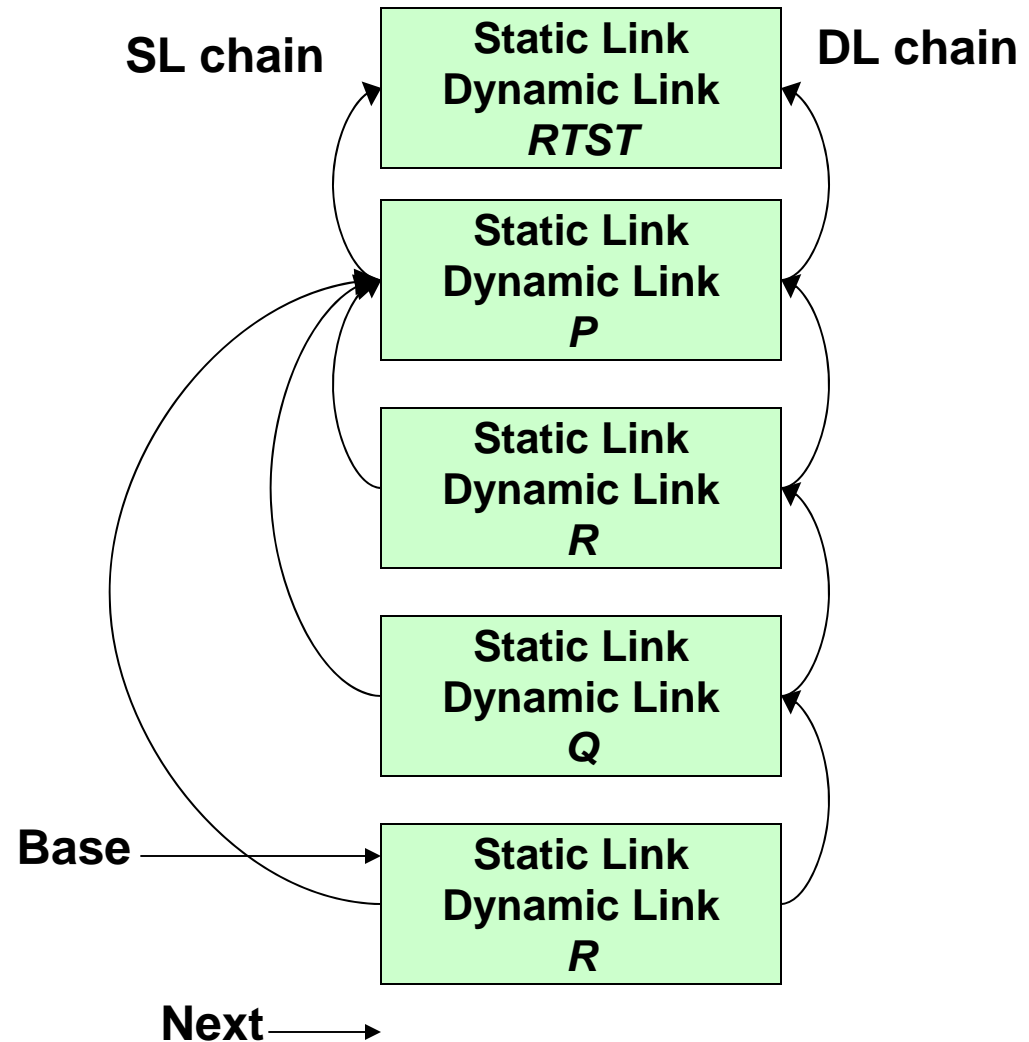 SL chain
DL chain
Static Link
Dynamic Link
RTST
Static Link
Dynamic Link
P
Static Link
Dynamic Link
R
Static Link
Dynamic Link
Q
Base
Static Link
Dynamic Link
R
Next